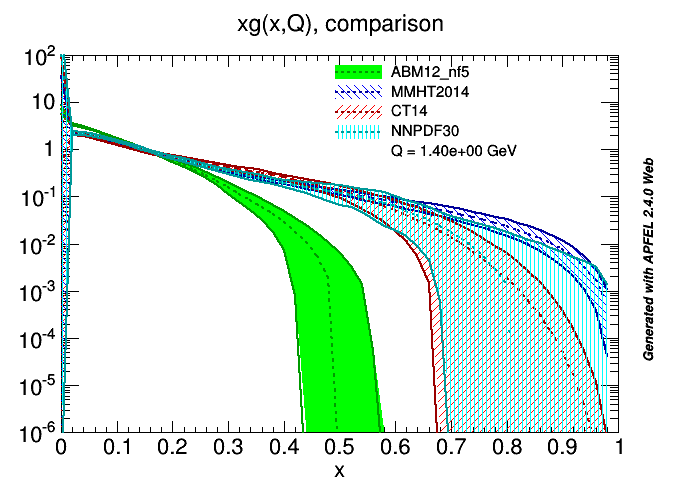 xg(x,Q), comparison
10^2
10
1
10^-1
10^-2
10^-3
10^-4
10^-5
10^-6
ABM12_nf5
MMHT2014
CT14
NNPDF30
Q = 1.40e+00 GeV
0 0.1 0.2 0.3 0.4 0.5 0.6 0.7 0.8 0.9 1
x
Generated with APFEL 2.4.0 Web